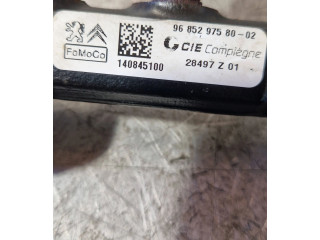 96 852 975 80-02
FoMoCo
CIE Compiègne
140845100
28497 Z 01